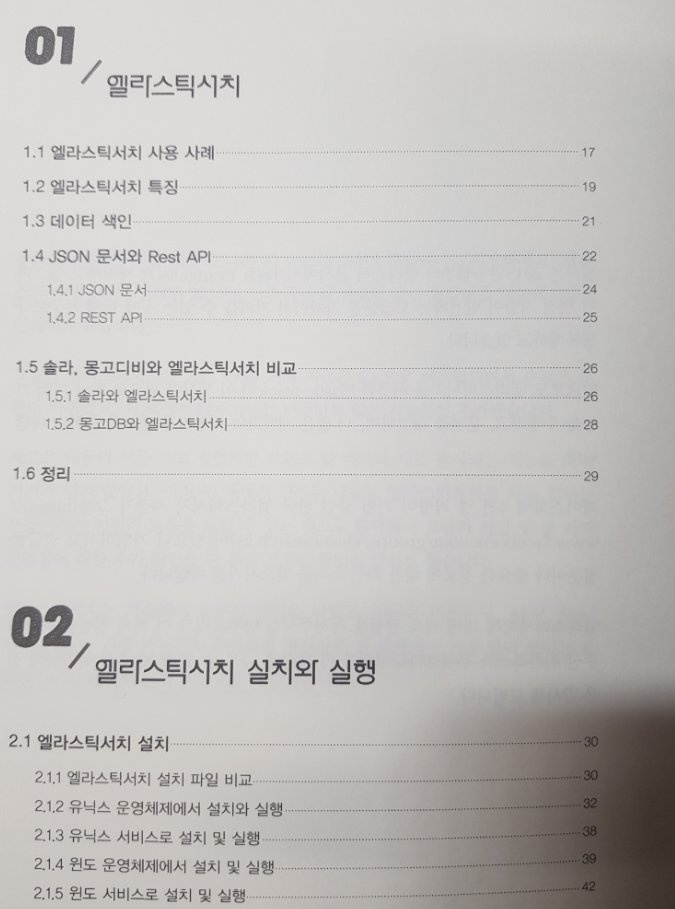 01
엘라스틱서치
1.1 엘라스틱서치 사용 사례 17
1.2 엘라스틱서치 특징 19
1.3 데이터 색인 21
1.4 JSON 문서와 Rest API 22
1.4.1 JSON 문서 24
1.4.2 REST API 25
1.5 솔라, 몽고디비와 엘라스틱서치 비교 26
1.5.1 솔라와 엘라스틱서치 26
1.5.2 몽고DB와 엘라스틱서치 28
1.6 정리 29
02
엘라스틱서치 설치와 실행
2.1 엘라스틱서치 설치 30
2.1.1 엘라스틱서치 설치 파일 비교 30
2.1.2 유닉스 운영체제에서 설치와 실행 32
2.1.3 유닉스 서비스로 설치 및 실행 38
2.1.4 윈도 운영체제에서 설치 및 실행 39
2.1.5 윈도 서비스로 설치 및 실행 42